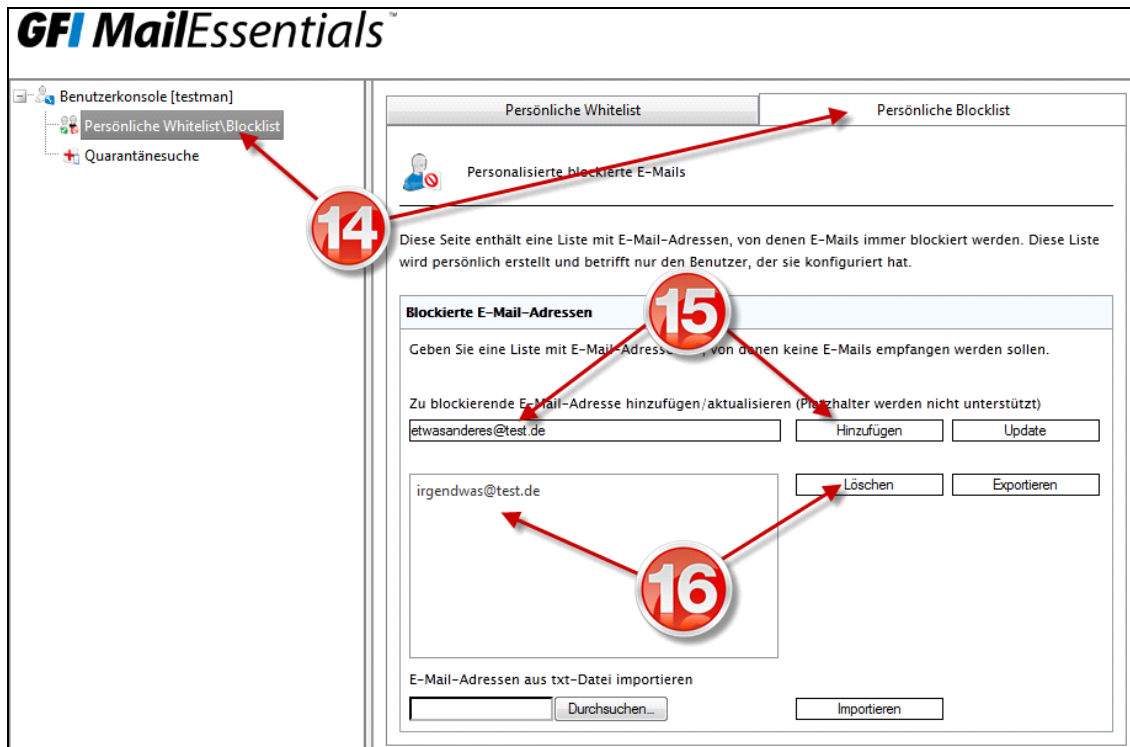 GFI MailEssentials™
Benutzerkonsole [testman]
Persönliche Whitelist\Blocklist
Quarantänesuche
Persönliche Whitelist
Persönliche Blocklist
Personalisierte blockierte E-Mails
14
Diese Seite enthält eine Liste mit E-Mail-Adressen, von denen E-Mails immer blockiert werden. Diese Liste
wird persönlich erstellt und betrifft nur den Benutzer, der sie konfiguriert hat.
15
Blockierte E-Mail-Adressen
Geben Sie eine Liste mit E-Mail-Adresse von denen keine E-Mails empfangen werden sollen.
Zu blockierende E-Mail-Adresse hinzufügen/aktualisieren (Platzhalter werden nicht unterstützt)
etwasanderes@test.de
Hinzufügen
Update
irgendwas@test.de
Löschen
Exportieren
16
E-Mail-Adressen aus txt-Datei importieren
Durchsuchen...
Importieren